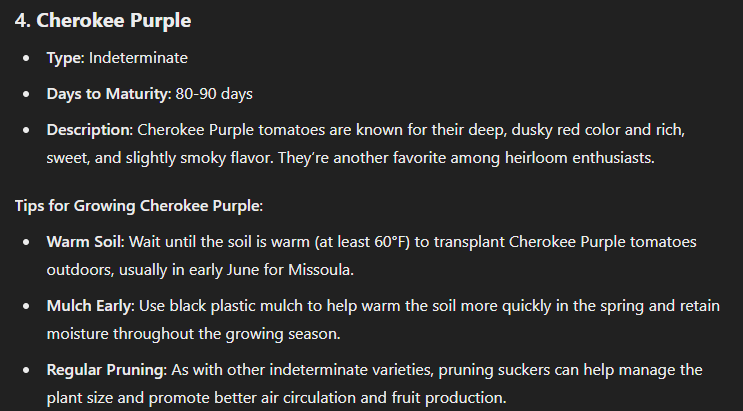 4. Cherokee Purple
• Type: Indeterminate
• Days to Maturity: 80-90 days
• Description: Cherokee Purple tomatoes are known for their deep, dusky red color and rich,
sweet, and slightly smoky flavor. They’re another favorite among heirloom enthusiasts.
Tips for Growing Cherokee Purple:
• Warm Soil: Wait until the soil is warm (at least 60°F) to transplant Cherokee Purple tomatoes
outdoors, usually in early June for Missoula.
• Mulch Early: Use black plastic mulch to help warm the soil more quickly in the spring and retain
moisture throughout the growing season.
• Regular Pruning: As with other indeterminate varieties, pruning suckers can help manage the
plant size and promote better air circulation and fruit production.